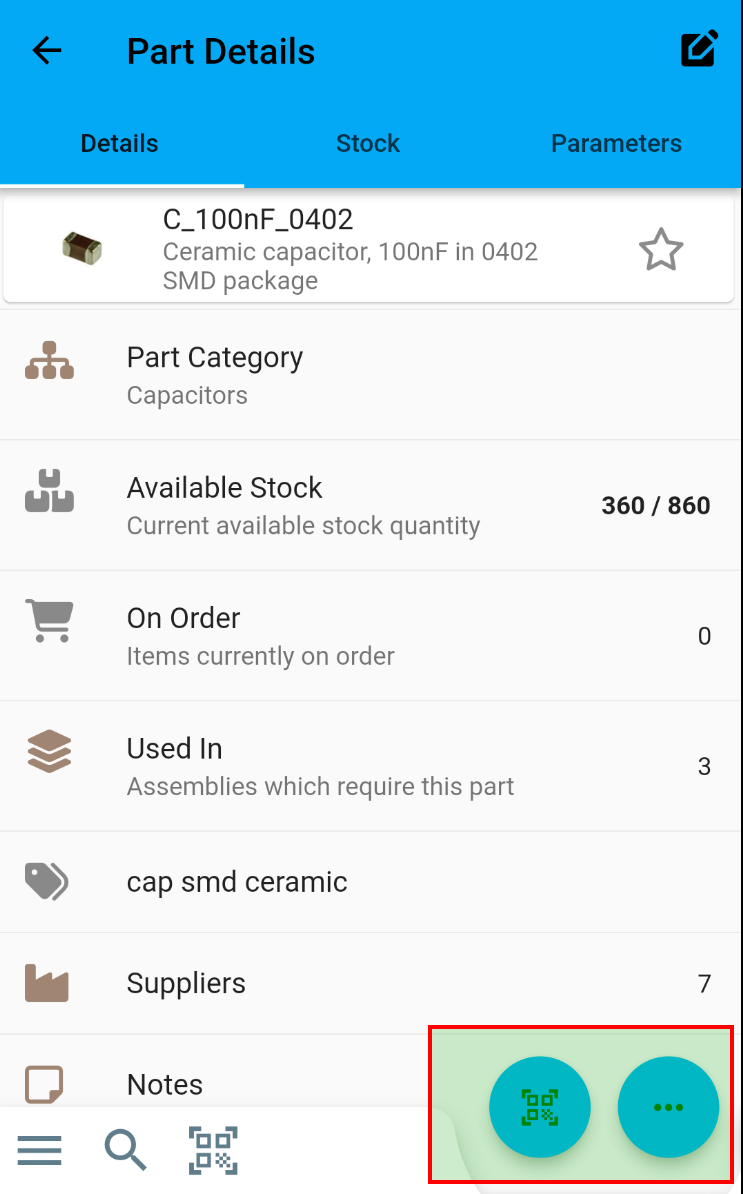 Part Details
Details
Stock
Parameters
C_100nF_0402
Ceramic capacitor, 100nF in 0402
SMD package
Part Category
Capacitors
Available Stock
Current available stock quantity
360 / 860
On Order
Items currently on order
0
Used In
Assemblies which require this part
3
cap smd ceramic
Suppliers
7
Notes